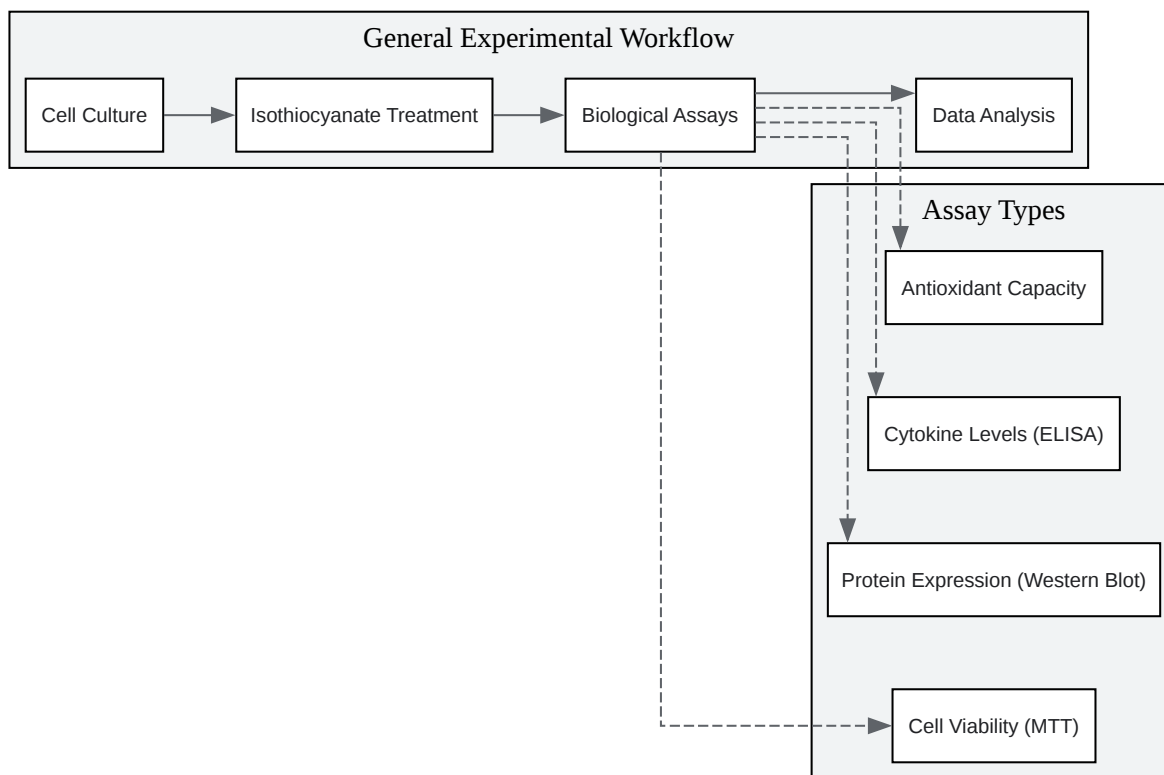 General Experimental Workflow
Cell Culture
Isothiocyanate Treatment
Biological Assays
Data Analysis
Assay Types
Antioxidant Capacity
Cytokine Levels (ELISA)
Protein Expression (Western Blot)
Cell Viability (MTT)